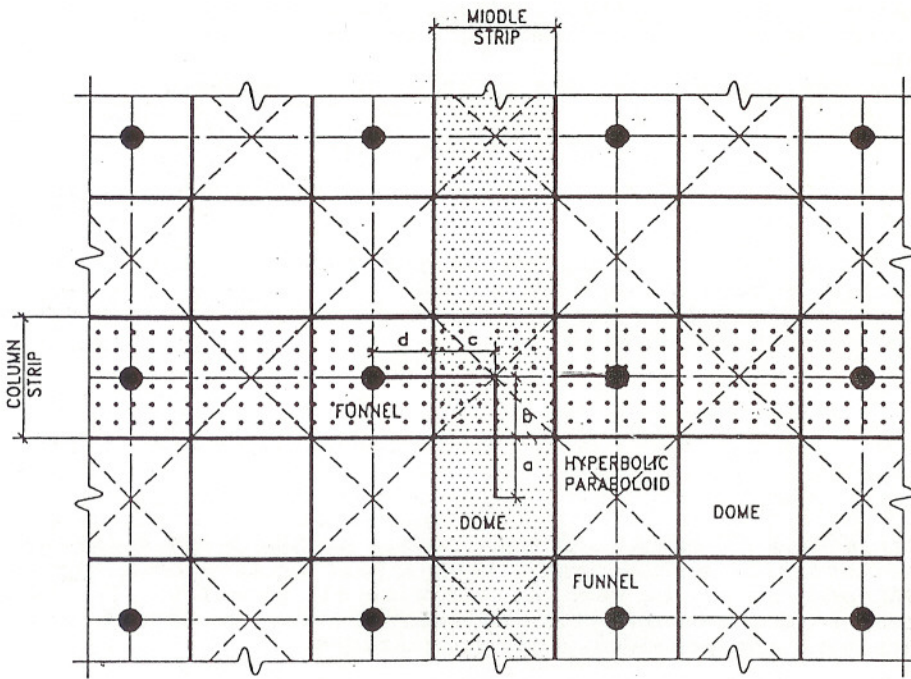 MIDDLE
STRIP
COLUMN
STRIP
d
c
FUNNEL
b
a
HYPERBOLIC
PARABOLOID
DOME
DOME
FUNNEL